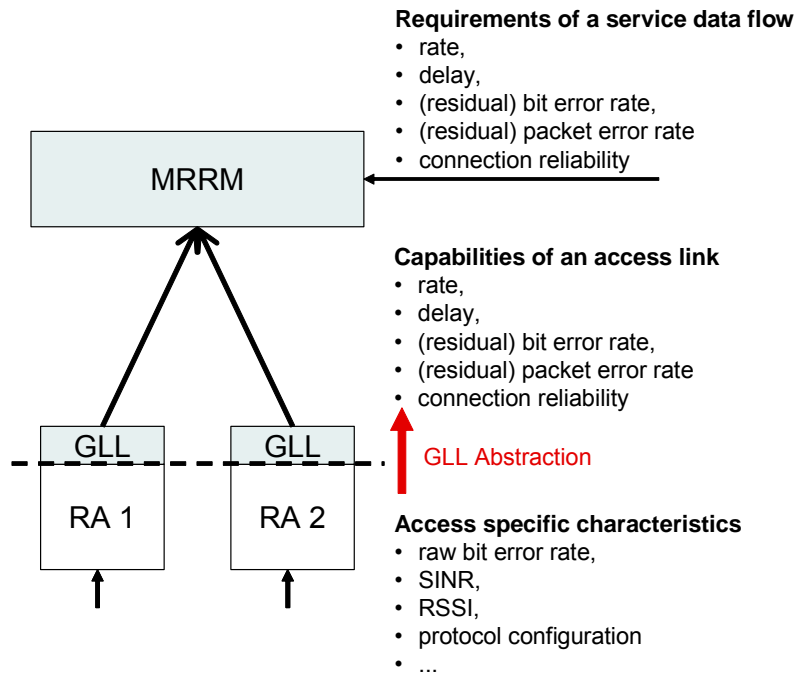 Requirements of a service data flow
• rate,
• delay,
• (residual) bit error rate,
• (residual) packet error rate
• connection reliability
MRRM
Capabilities of an access link
• rate,
• delay,
• (residual) bit error rate,
• (residual) packet error rate
• connection reliability
GLL
GLL
GLL Abstraction
RA 1
RA 2
Access specific characteristics
• raw bit error rate,
• SINR,
• RSSI,
• protocol configuration
• ...